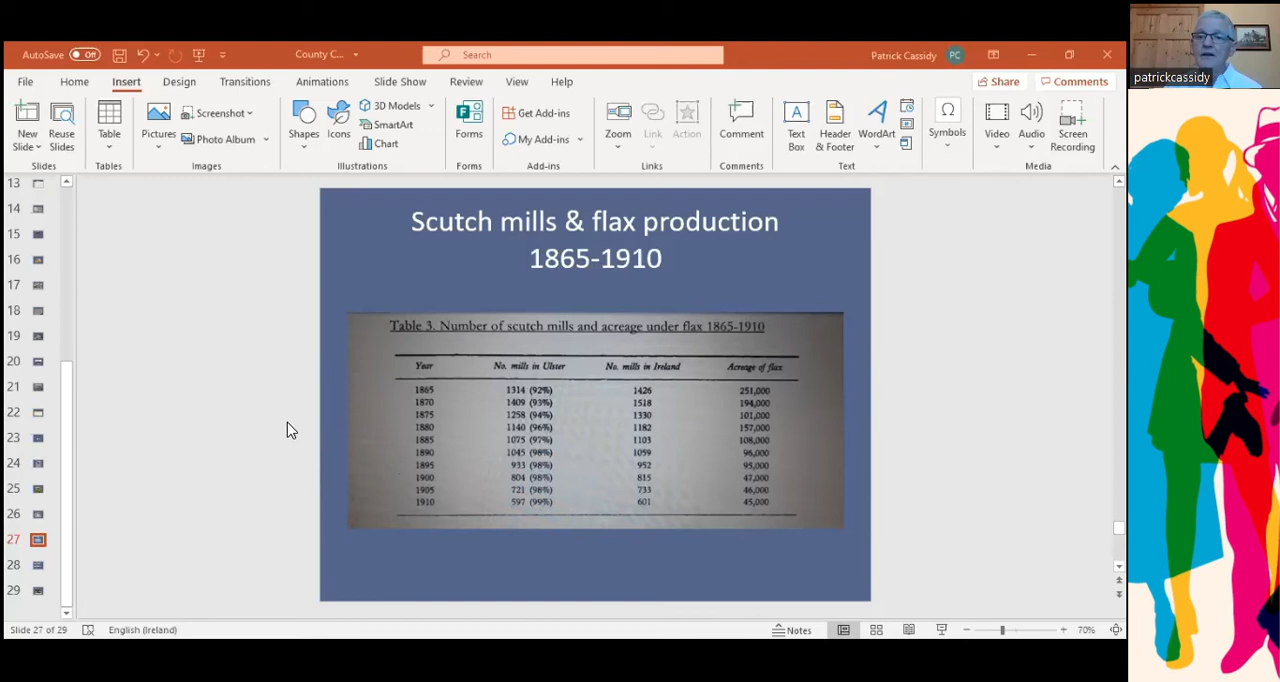 AutoSave Off County C... Search Patrick Cassidy PC
File Home Insert Design Transitions Animations Slide Show Review View Help Share Comments
New Slide Reuse Slides Table Pictures Screenshot Photo Album Shapes Icons 3D Models SmartArt Chart Forms Get Add-ins My Add-ins Zoom Link Action Comment Text Box Header & Footer WordArt Symbols Video Audio Screen Recording
Slides Tables Images Illustrations Forms Add-ins Links Comments Text Media
patrickcassidy
13
14
15
16
17
18
19
20
21
22
23
24
25
26
27
28
29
Scutch mills & flax production
1865-1910
Table 3. Number of scutch mills and acreage under flax 1865-1910
Year No. mills in Ulster No. mills in Ireland Acreage of flax
1865 1314 (92%) 1426 251,000
1870 1409 (93%) 1518 194,000
1875 1258 (94%) 1330 101,000
1880 1140 (96%) 1182 157,000
1885 1075 (97%) 1103 108,000
1890 1045 (98%) 1059 96,000
1895 933 (98%) 952 95,000
1900 804 (98%) 815 47,000
1905 721 (98%) 733 46,000
1910 597 (99%) 601 45,000
Slide 27 of 29 English (Ireland) Notes 70%